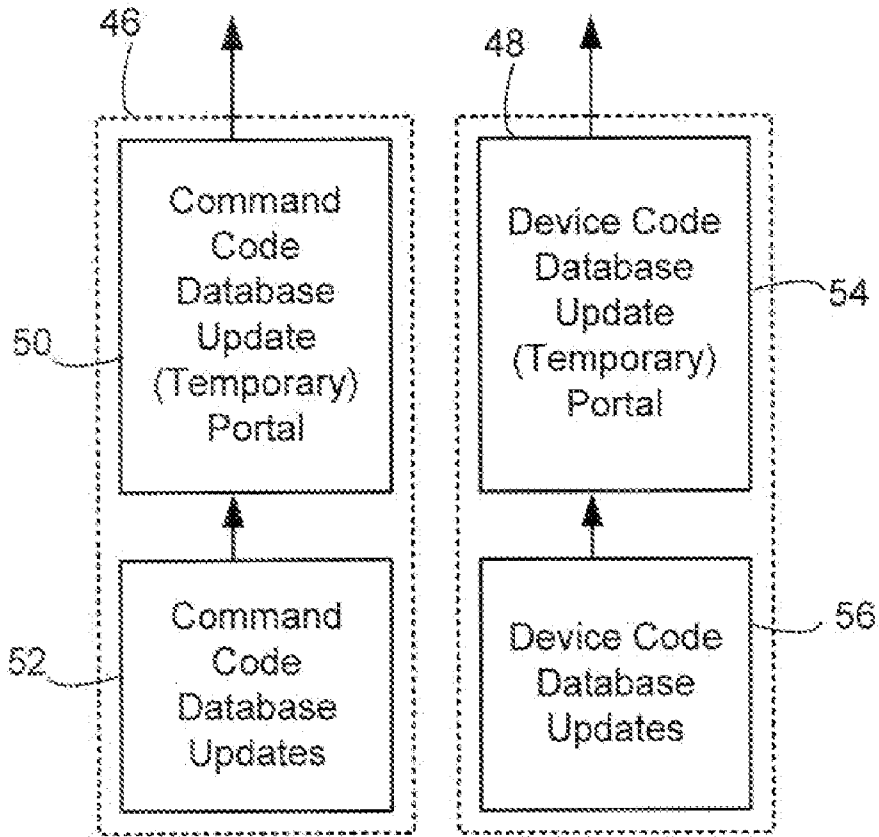 46
48
Command
Code
Database
Update
(Temporary)
Portal
50
Device Code
Database
Update
(Temporary)
Portal
54
Command
Code
Database
Updates
52
Device Code
Database
Updates
56